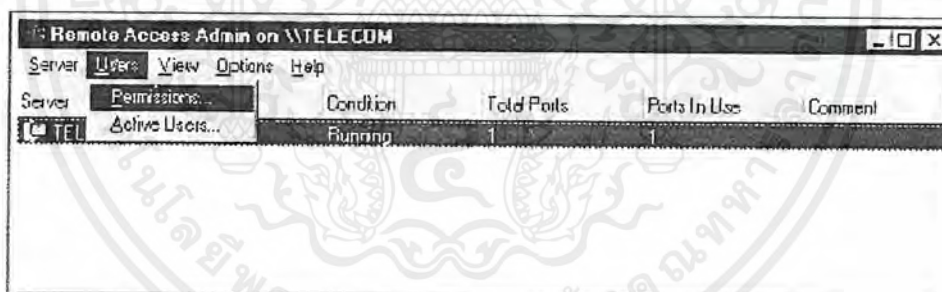 Remote Access Admin on \\TELECOM
Server Users View Options Help
Server Condition Total Ports Ports In Use Comment
Permissions...
TEL Running 1 1
Active Users...